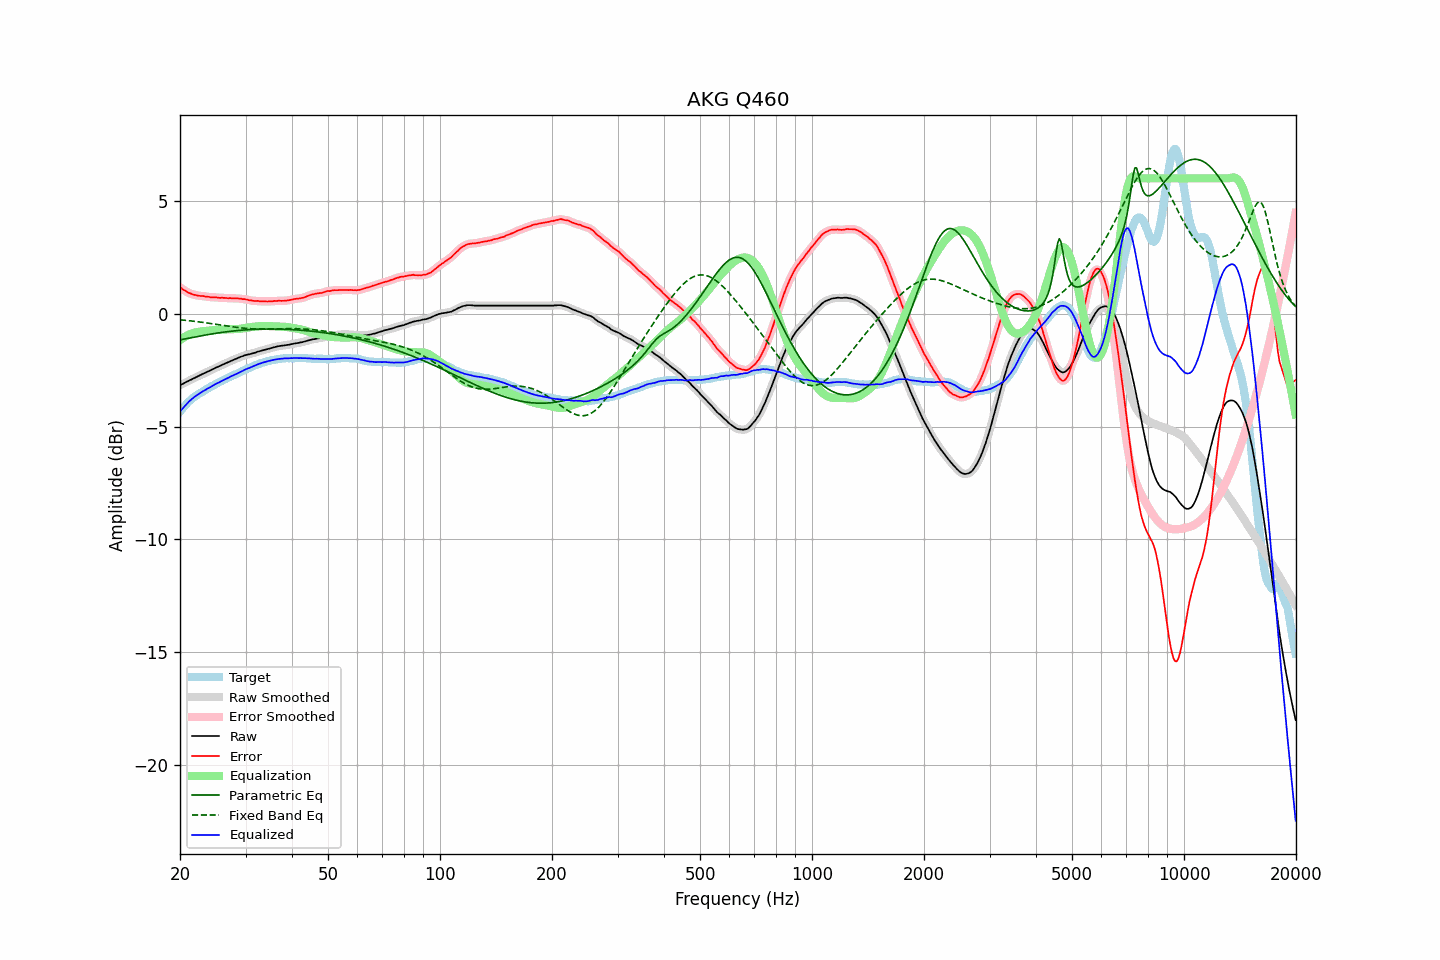 AKG Q460
Amplitude (dBr)
5
0
−5
−10
−15
−20
Target
Raw Smoothed
Error Smoothed
Raw
Error
Equalization
Parametric Eq
Fixed Band Eq
Equalized
20 50 100 200 500 1000 2000 5000 10000 20000
Frequency (Hz)